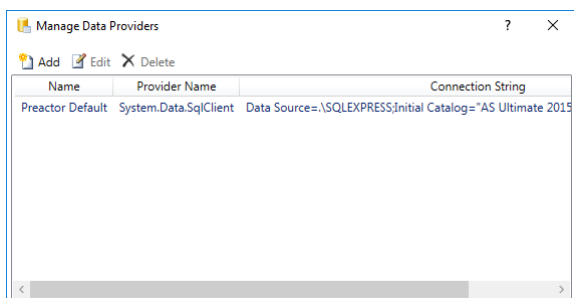 Manage Data Providers ? ×
Add Edit Delete
Name Provider Name Connection String
Preactor Default System.Data.SqlClient Data Source=.\SQLEXPRESS;Initial Catalog="AS Ultimate 2015